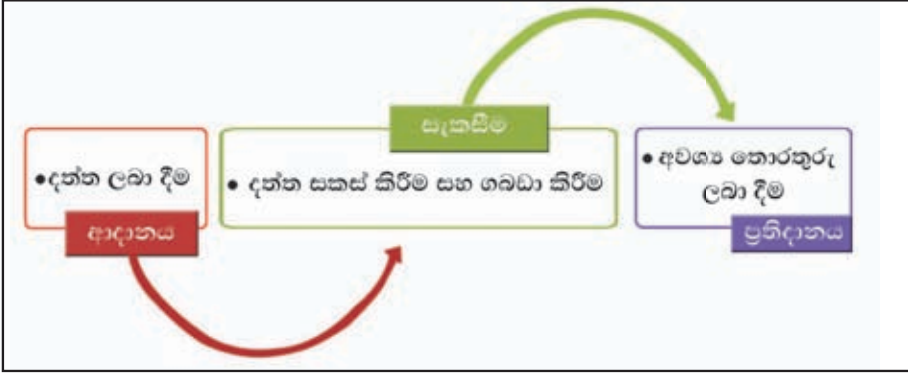 සැකසීම
•දත්ත ලබා දීම
• දත්ත සකස් කිරීම සහ ගබඩා කිරීම
• අවශ්‍ය තොරතුරු
ලබා දීම
ආදානය
ප්‍රතිදානය